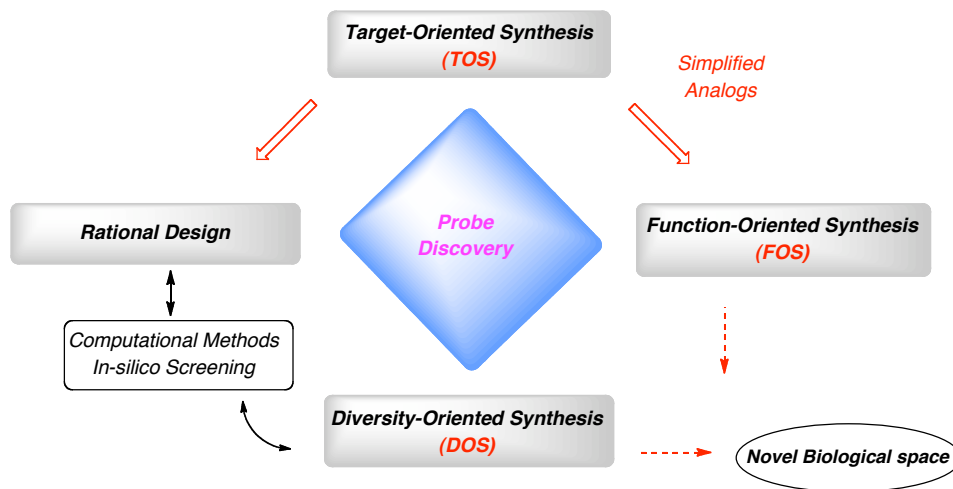 Target-Oriented Synthesis
(TOS)
Simplified
Analogs
Probe
Discovery
Rational Design
Function-Oriented Synthesis
(FOS)
Computational Methods
In-silico Screening
Diversity-Oriented Synthesis
(DOS)
Novel Biological space